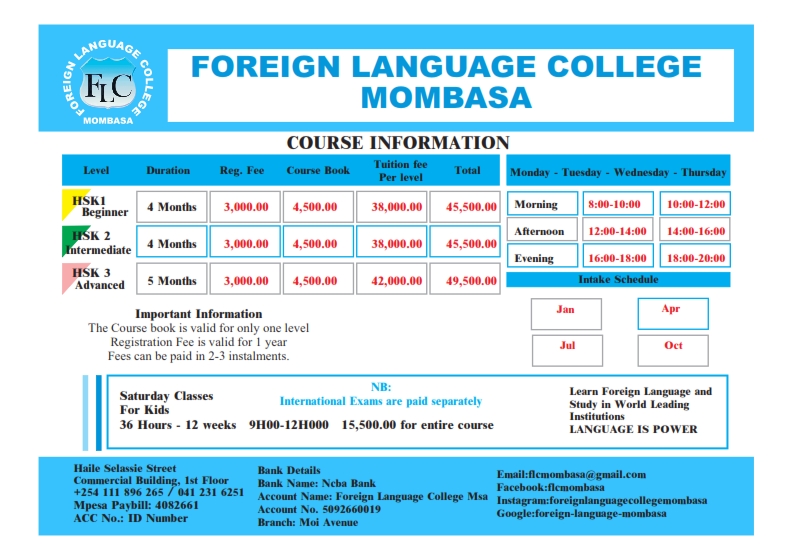 FOREIGN LANGUAGE COLLEGE
FLC
MOMBASA
FOREIGN LANGUAGE COLLEGE
MOMBASA
COURSE INFORMATION
Level Duration Reg. Fee Course Book Tuition fee Per level Total
HSK1 Beginner 4 Months 3,000.00 4,500.00 38,000.00 45,500.00
HSK 2 Intermediate 4 Months 3,000.00 4,500.00 38,000.00 45,500.00
HSK 3 Advanced 5 Months 3,000.00 4,500.00 42,000.00 49,500.00
Monday - Tuesday - Wednesday - Thursday
Morning 8:00-10:00 10:00-12:00
Afternoon 12:00-14:00 14:00-16:00
Evening 16:00-18:00 18:00-20:00
Intake Schedule
Jan Apr
Jul Oct
Important Information
The Course book is valid for only one level
Registration Fee is valid for 1 year
Fees can be paid in 2-3 instalments.
NB:
International Exams are paid separately
Saturday Classes
For Kids
36 Hours - 12 weeks 9H00-12H000 15,500.00 for entire course
Learn Foreign Language and
Study in World Leading
Institutions
LANGUAGE IS POWER
Haile Selassie Street
Commercial Building, 1st Floor
+254 111 896 265 / 041 231 6251
Mpesa Paybill: 4082661
ACC No.: ID Number
Bank Details
Bank Name: Ncba Bank
Account Name: Foreign Language College Msa
Account No. 5092660019
Branch: Moi Avenue
Email:flcmombasa@gmail.com
Facebook:flcmombasa
Instagram:foreignlanguagecollegemombasa
Google:foreign-language-mombasa